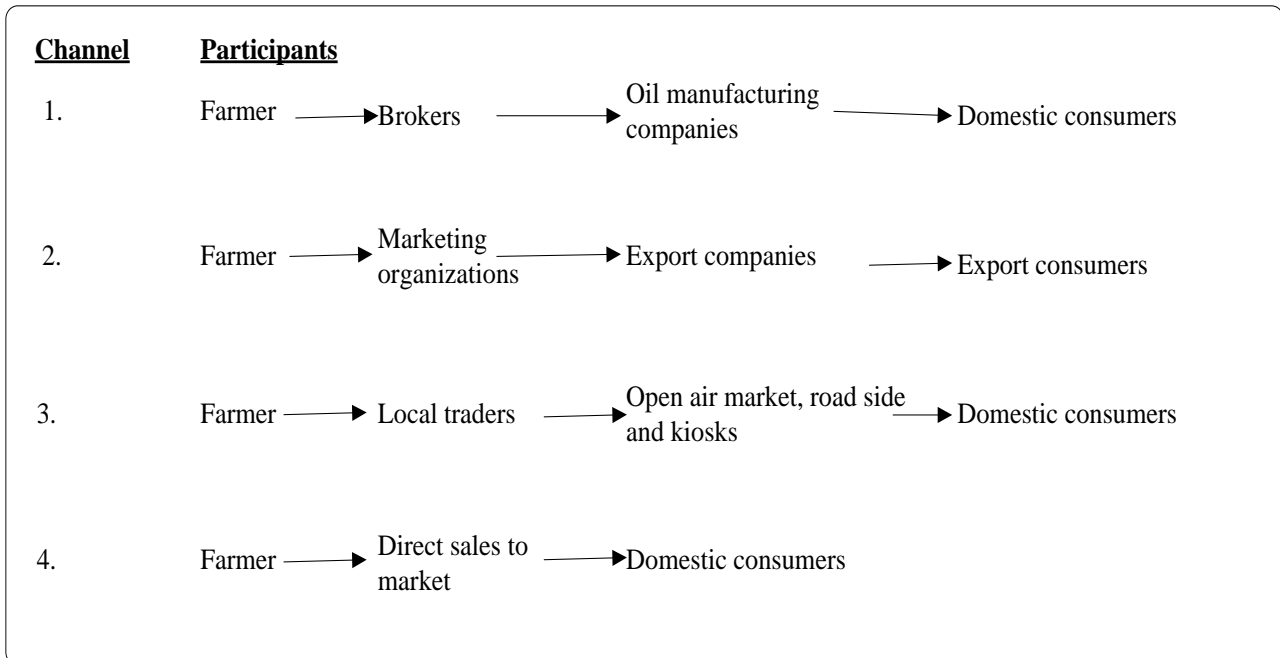 Channel Participants
1. Farmer Brokers Oil manufacturing companies Domestic consumers
2. Farmer Marketing organizations Export companies Export consumers
3. Farmer Local traders Open air market, road side and kiosks Domestic consumers
4. Farmer Direct sales to market Domestic consumers